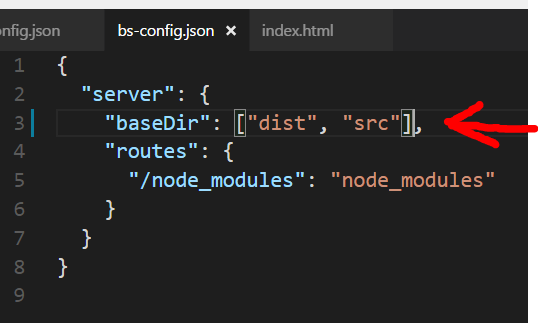 nfig.json bs-config.json × index.html
1 {
2 "server": {
3 "baseDir": ["dist", "src"],
4 "routes": {
5 "/node_modules": "node_modules"
6 }
7 }
8 }
9